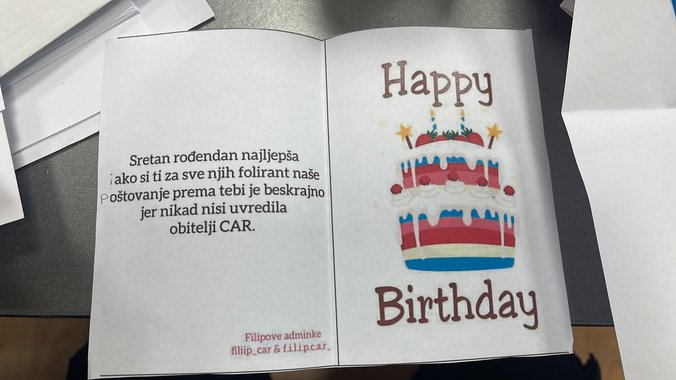 Sretan rođendan najljepša
iako si ti za sve njih folirant naše
poštovanje prema tebi je beskrajno
jer nikad nisi uvredila
obitelji CAR.
Filipove adminke
filiip_car & f.i.l.i.p.c.a.r_
Happy
Birthday